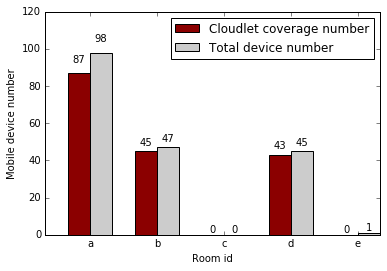 Cloudlet coverage number
Total device number
Mobile device number
120
100
80
60
40
20
0
87
98
45
47
0
0
43
45
0
1
a
b
c
d
e
Room id